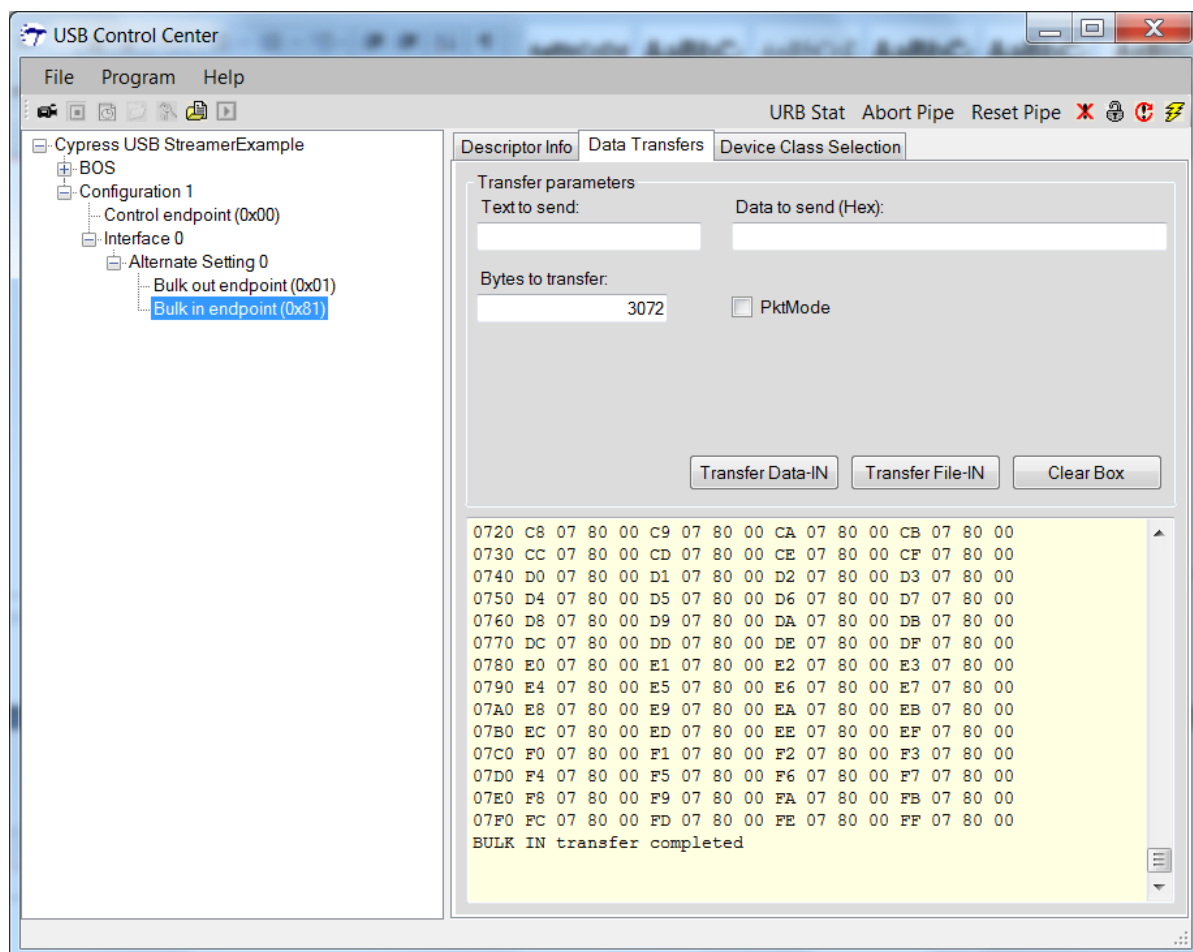 USB Control Center
File Program Help
URB Stat Abort Pipe Reset Pipe
Cypress USB StreamerExample
BOS
Configuration 1
Control endpoint (0x00)
Interface 0
Alternate Setting 0
Bulk out endpoint (0x01)
Bulk in endpoint (0x81)
Descriptor Info Data Transfers Device Class Selection
Transfer parameters
Text to send: Data to send (Hex):
Bytes to transfer:
3072 PktMode
Transfer Data-IN Transfer File-IN Clear Box
0720 C8 07 80 00 C9 07 80 00 CA 07 80 00 CB 07 80 00
0730 CC 07 80 00 CD 07 80 00 CE 07 80 00 CF 07 80 00
0740 D0 07 80 00 D1 07 80 00 D2 07 80 00 D3 07 80 00
0750 D4 07 80 00 D5 07 80 00 D6 07 80 00 D7 07 80 00
0760 D8 07 80 00 D9 07 80 00 DA 07 80 00 DB 07 80 00
0770 DC 07 80 00 DD 07 80 00 DE 07 80 00 DF 07 80 00
0780 E0 07 80 00 E1 07 80 00 E2 07 80 00 E3 07 80 00
0790 E4 07 80 00 E5 07 80 00 E6 07 80 00 E7 07 80 00
07A0 E8 07 80 00 E9 07 80 00 EA 07 80 00 EB 07 80 00
07B0 EC 07 80 00 ED 07 80 00 EE 07 80 00 EF 07 80 00
07C0 F0 07 80 00 F1 07 80 00 F2 07 80 00 F3 07 80 00
07D0 F4 07 80 00 F5 07 80 00 F6 07 80 00 F7 07 80 00
07E0 F8 07 80 00 F9 07 80 00 FA 07 80 00 FB 07 80 00
07F0 FC 07 80 00 FD 07 80 00 FE 07 80 00 FF 07 80 00
BULK IN transfer completed